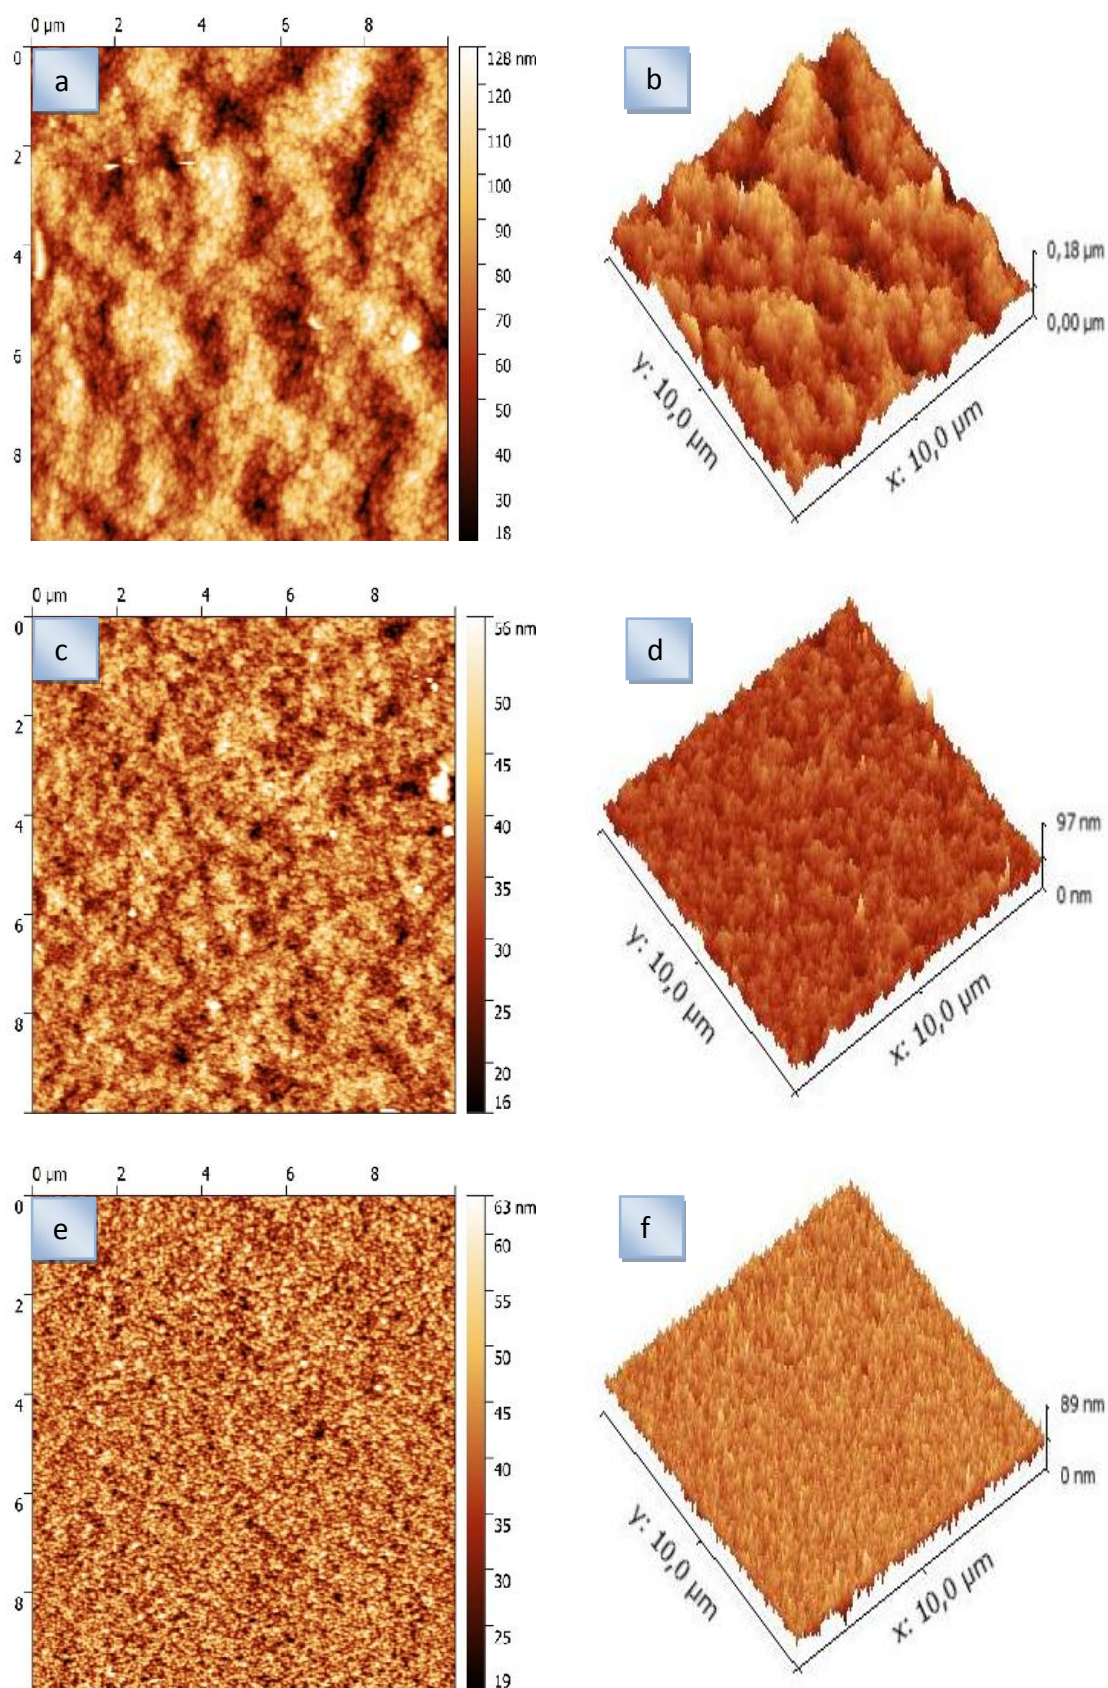 0 µm 2 4 6 8
0
2
4
6
8
a
128 nm
120
110
100
90
80
70
60
50
40
30
18
b
0,18 µm
0,00 µm
y: 10,0 µm
x: 10,0 µm
0 µm 2 4 6 8
0
2
4
6
8
c
56 nm
50
45
40
35
30
25
20
16
d
97 nm
0 nm
y: 10,0 µm
x: 10,0 µm
0 µm 2 4 6 8
0
2
4
6
8
e
63 nm
60
55
50
45
40
35
30
25
19
f
89 nm
0 nm
y: 10,0 µm
x: 10,0 µm